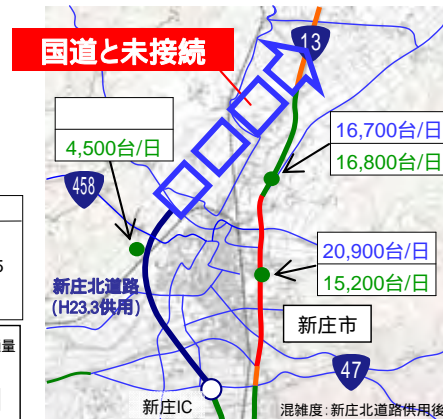 国道と未接続
13
16,700台/日
16,800台/日
4,500台/日
458
5
20,900台/日
15,200台/日
新庄北道路
(H23.3供用)
新庄市
量
47
新庄IC
混雑度:新庄北道路供用後